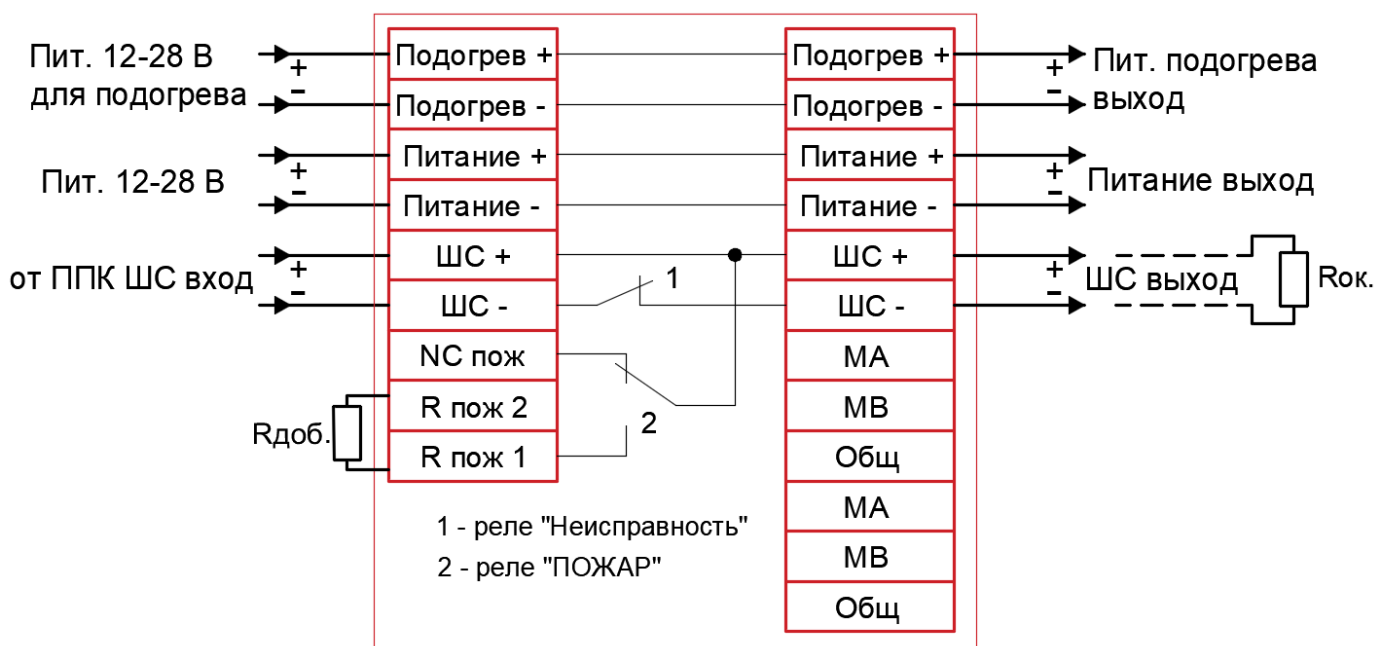 Пит. 12-28 В
для подогрева
+
-
Пит. 12-28 В
+
-
от ППК ШС вход
+
-
Rдоб.
Подогрев +
Подогрев -
Питание +
Питание -
ШС +
ШС -
NC пож
R пож 2
R пож 1
1
2
1 - реле "Неисправность"
2 - реле "ПОЖАР"
Подогрев +
Подогрев -
Питание +
Питание -
ШС +
ШС -
МА
МВ
Общ
МА
МВ
Общ
+
-
Пит. подогрева
выход
+
-
Питание выход
+
-
ШС выход
Rок.